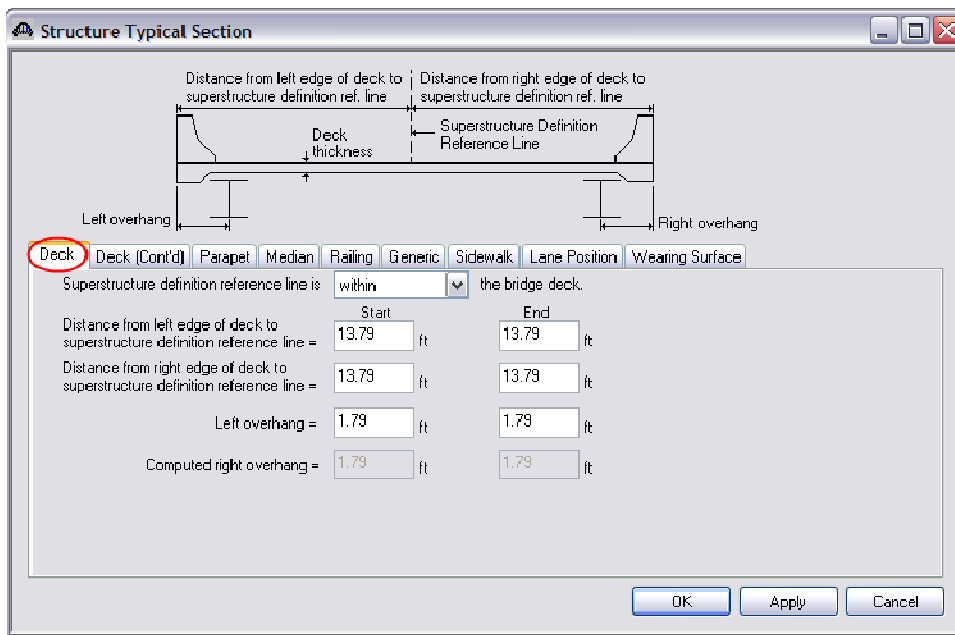 Structure Typical Section
Distance from left edge of deck to
superstructure definition ref. line
Distance from right edge of deck to
superstructure definition ref. line
Deck
thickness
Superstructure Definition
Reference Line
Left overhang
Right overhang
Deck Deck (Cont'd) Parapet Median Railing Generic Sidewalk Lane Position Wearing Surface
Superstructure definition reference line is within the bridge deck.
Start End
Distance from left edge of deck to
superstructure definition reference line = 13.79 ft 13.79 ft
Distance from right edge of deck to
superstructure definition reference line = 13.79 ft 13.79 ft
Left overhang = 1.79 ft 1.79 ft
Computed right overhang = 1.79 ft 1.79 ft
OK Apply Cancel